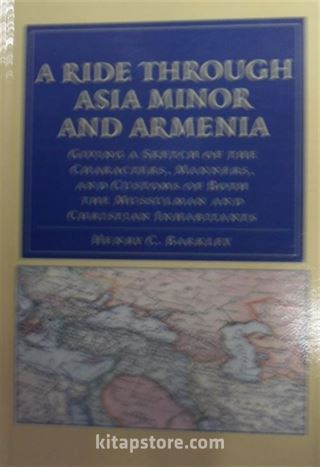 A RIDE THROUGH
ASIA MINOR
AND ARMENIA
GIVING A SKETCH OF THE
CHARACTERS, MANNERS,
AND CUSTOMS OF BOTH
THE MUSSULMAN AND
CHRISTIAN INHABITANTS
HENRY C. BARKLEY
kitapstore.com